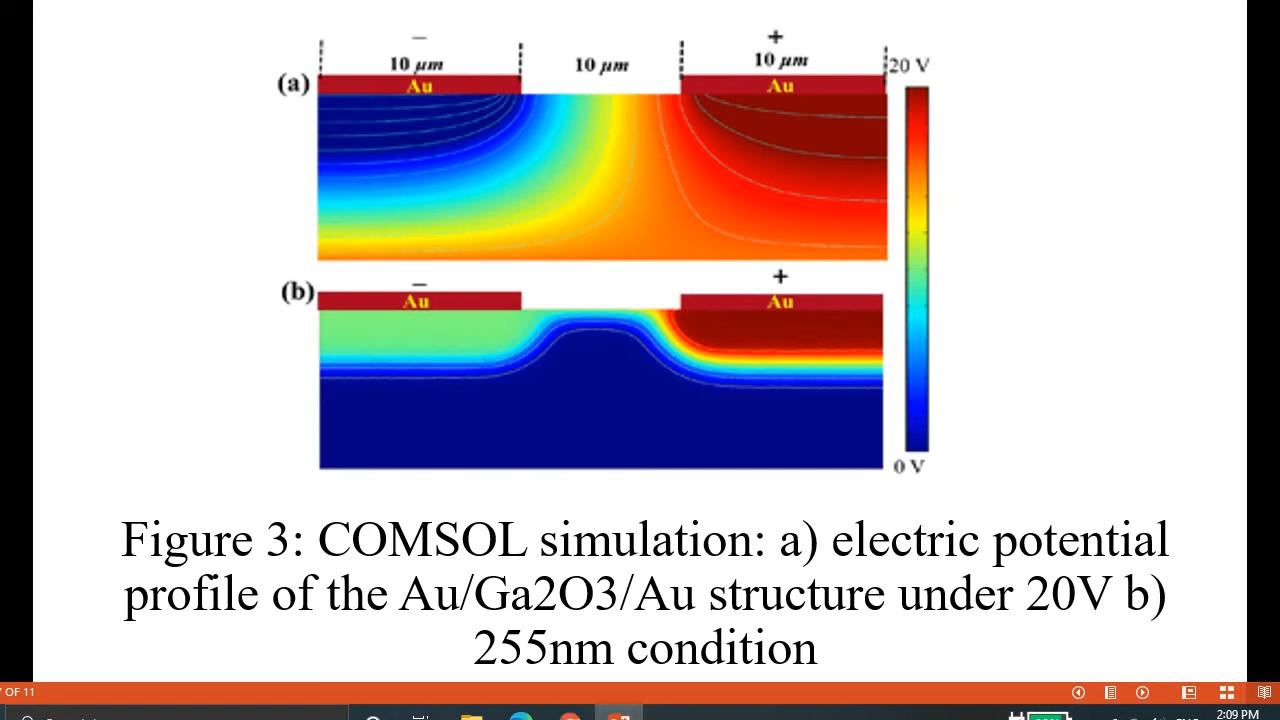 − +
10 µm 10 µm 10 µm 20 V
(a) Au Au
− +
(b) Au Au
0 V
Figure 3: COMSOL simulation: a) electric potential
profile of the Au/Ga2O3/Au structure under 20V b)
255nm condition
OF 11
2:09 PM